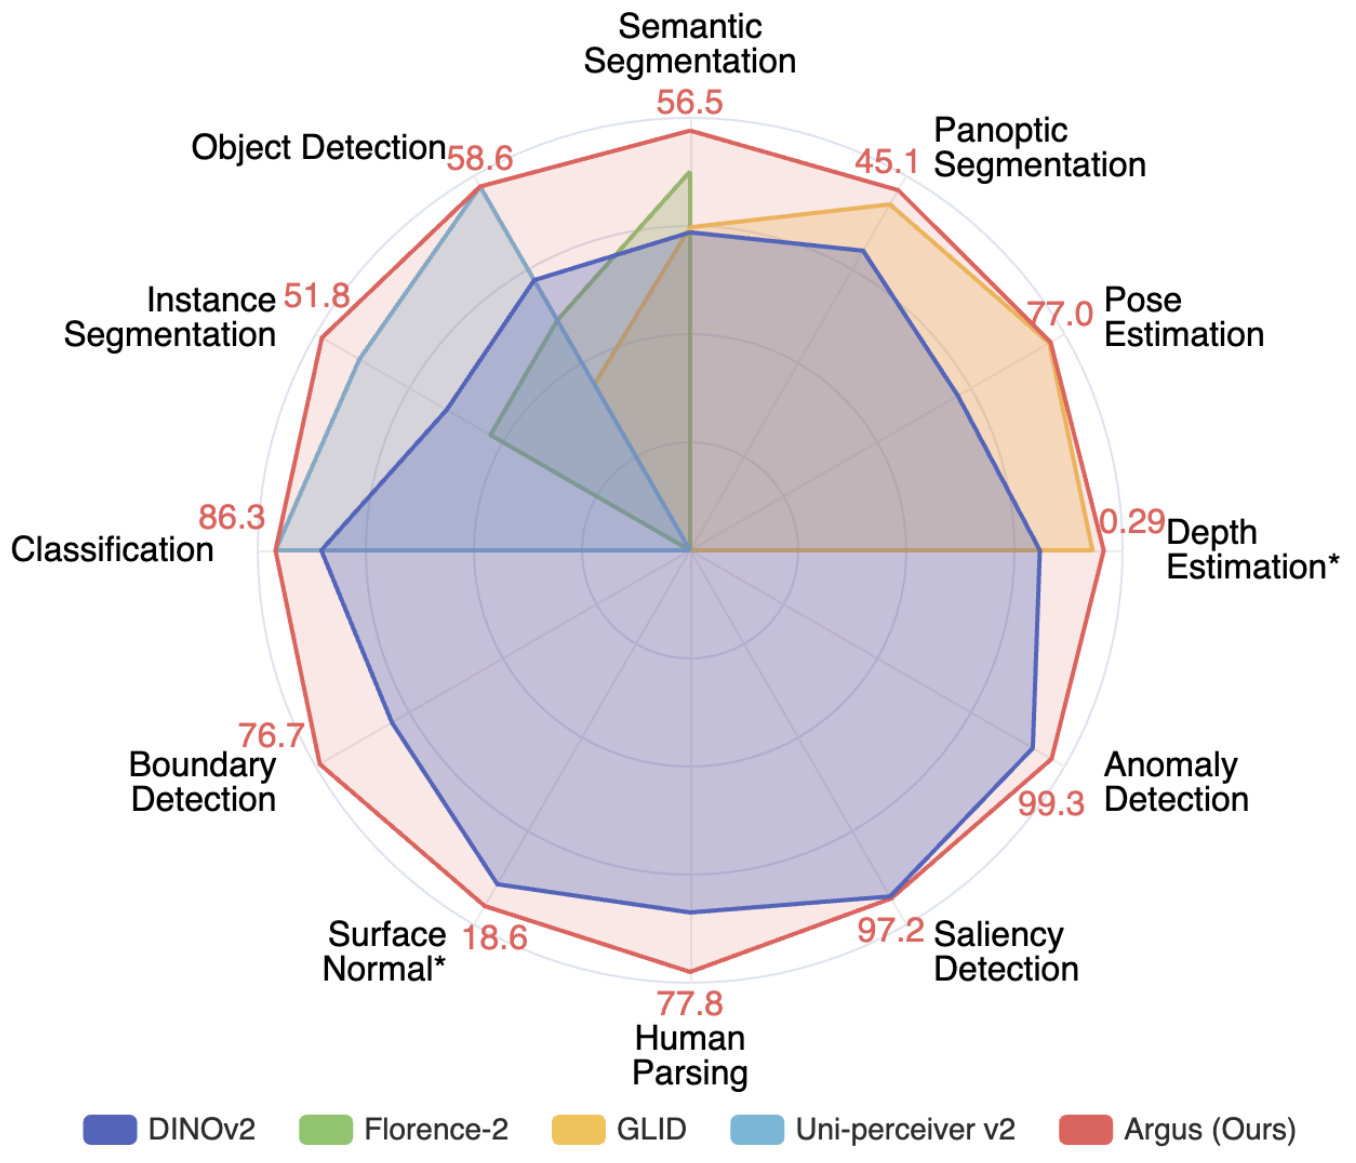 Semantic
Segmentation
56.5
Panoptic
Segmentation
45.1
Pose
Estimation
77.0
Depth
Estimation*
0.29
Anomaly
Detection
99.3
Saliency
Detection
97.2
77.8
Human
Parsing
Surface
Normal*
18.6
76.7
Boundary
Detection
86.3
Classification
Instance
Segmentation
51.8
Object Detection
58.6
DINOv2
Florence-2
GLID
Uni-perceiver v2
Argus (Ours)